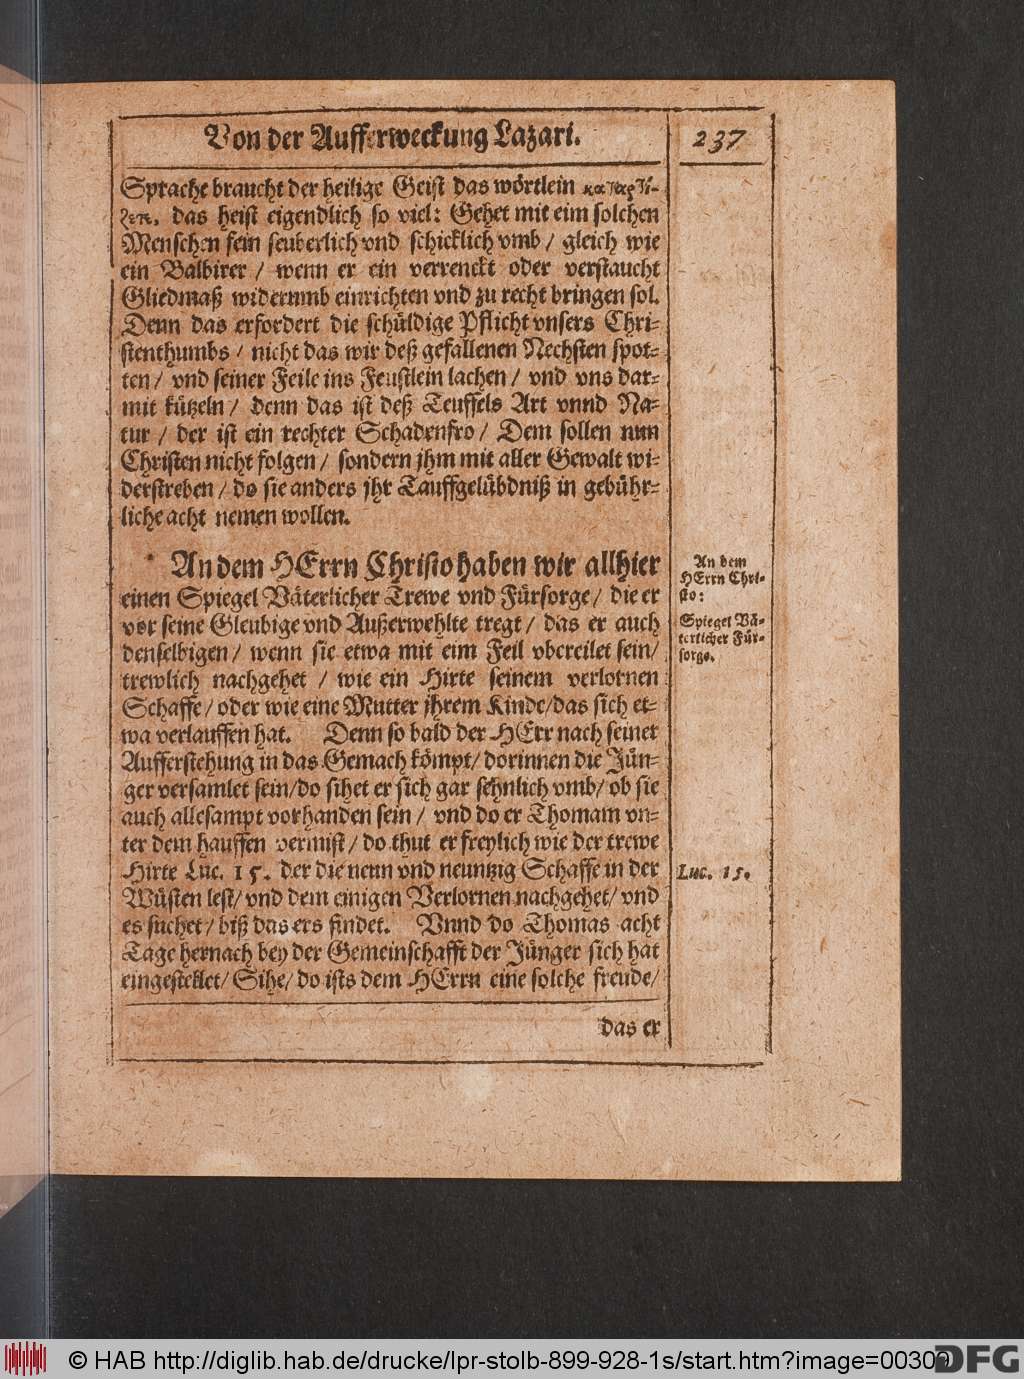 Von der Aufferweckung Lazari.
237
Sprache braucht der heilige Geist das wörtlein καταρτί-
ζετε, das heist eigendlich so viel: Gehet mit eim solchen
Menschen fein seuberlich vnd schicklich vmb / gleich wie
ein Balbirer / wenn er ein verrenckt oder verstaucht
Gliedmaß widerumb einrichten vnd zu recht bringen sol.
Denn das erfordert die schüldige Pflicht vnsers Chri-
stenthumbs / nicht das wir deß gefallenen Nechsten spot-
ten / vnd seiner Feile ins Feustlein lachen / vnd vns dar-
mit kützeln / denn das ist deß Teuffels Art vnnd Na-
tur / der ist ein rechter Schadenfro / Dem sollen nun
Christen nicht folgen / sondern jhm mit aller Gewalt wi-
derstreben / do sie anders jhr Tauffgelübdniß in gebühr-
liche acht nemen wollen.
An dem HErrn Christo haben wir allhier
einen Spiegel Väterlicher Trewe vnd Fürsorge / die er
vor seine Gleubige vnd Außerwehlte tregt / das er auch
denselbigen / wenn sie etwa mit eim Feil vbereilet sein /
trewlich nachgehet / wie ein Hirte seinem verlornen
Schaffe / oder wie eine Mutter jhrem Kinde / das sich et-
wa verlauffen hat. Denn so bald der HErr nach seiner
Aufferstehung in das Gemach kömpt / dorinnen die Jün-
ger versamlet sein / do sihet er sich gar sehnlich vmb / ob sie
auch allesampt vorhanden sein / vnd do er Thomam vn-
ter dem hauffen vermist / do thut er freylich wie der trewe
Hirte Luc. 15. der die neun vnd neuntzig Schaffe in der
Wüsten lest / vnd dem einigen Verlornen nachgehet / vnd
es suchet / biß das ers findet. Vnnd do Thomas acht
Tage hernach bey der Gemeinschafft der Jünger sich hat
eingestellet / Sihe / do ists dem HErrn eine solche freude /
das er
An dem
HErrn Chri-
sto:
Spiegel Vä-
terlicher Für-
sorge.
Luc. 15.
© HAB http://diglib.hab.de/drucke/lpr-stolb-899-928-1s/start.htm?image=00309
DFG